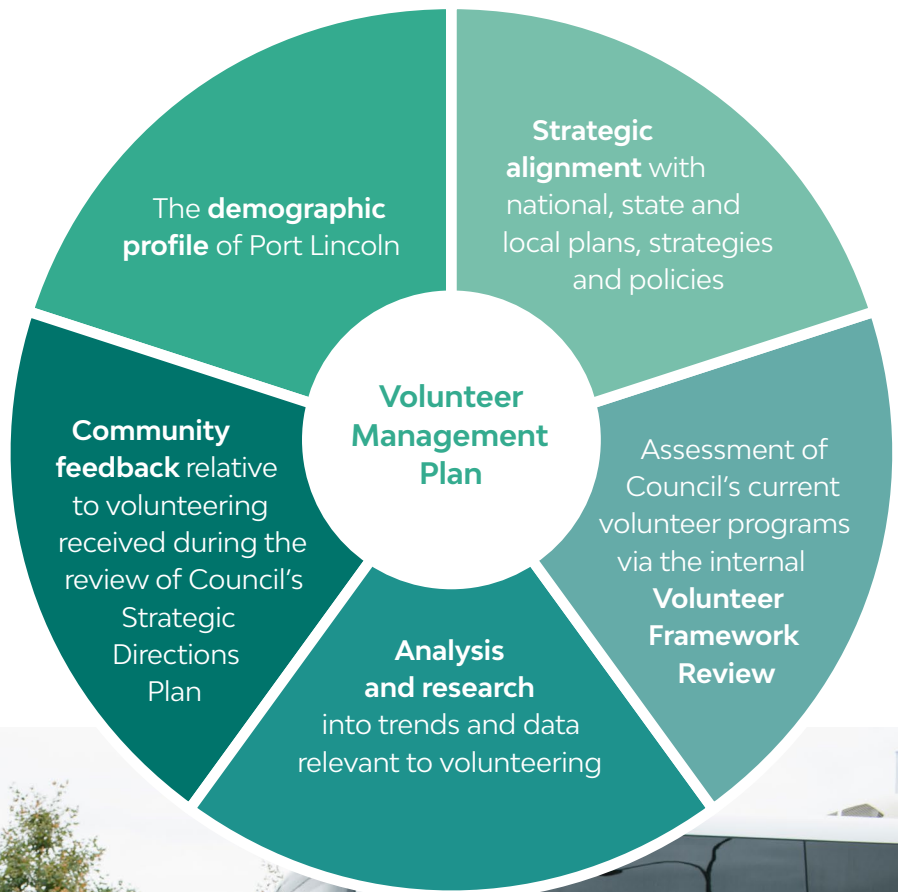 Strategic
alignment with
national, state and
local plans, strategies
and policies
Assessment of
Council's current
volunteer programs
via the internal
Volunteer
Framework
Review
Analysis
and research
into trends and data
relevant to volunteering
Community
feedback relative
to volunteering
received during the
review of Council's
Strategic
Directions
Plan
The demographic
profile of Port Lincoln
Volunteer
Management
Plan